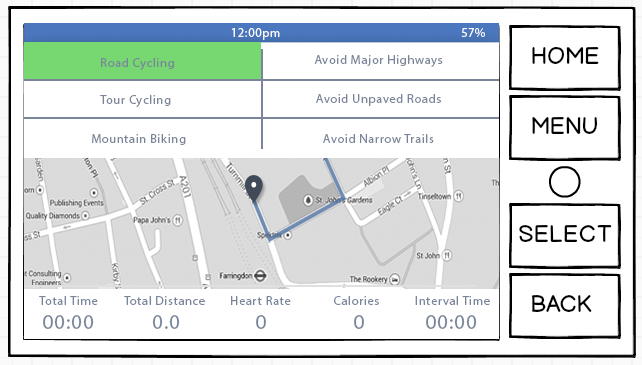 12:00pm 57%
Road Cycling Avoid Major Highways
Tour Cycling Avoid Unpaved Roads
Mountain Biking Avoid Narrow Trails
HOME
MENU
SELECT
BACK
St. Cross St
A201
Turnmill
Albion Pl
St. John's Gardens
Eagle Ct
Tinseltown
Publishing Events
Quality Diamonds
Papa John's
St. Cross St
St John
Consulting
Engineers
Kirby
Farringdon
The Rookery
Total Time Total Distance Heart Rate Calories Interval Time
00:00 0.0 0 0 00:00